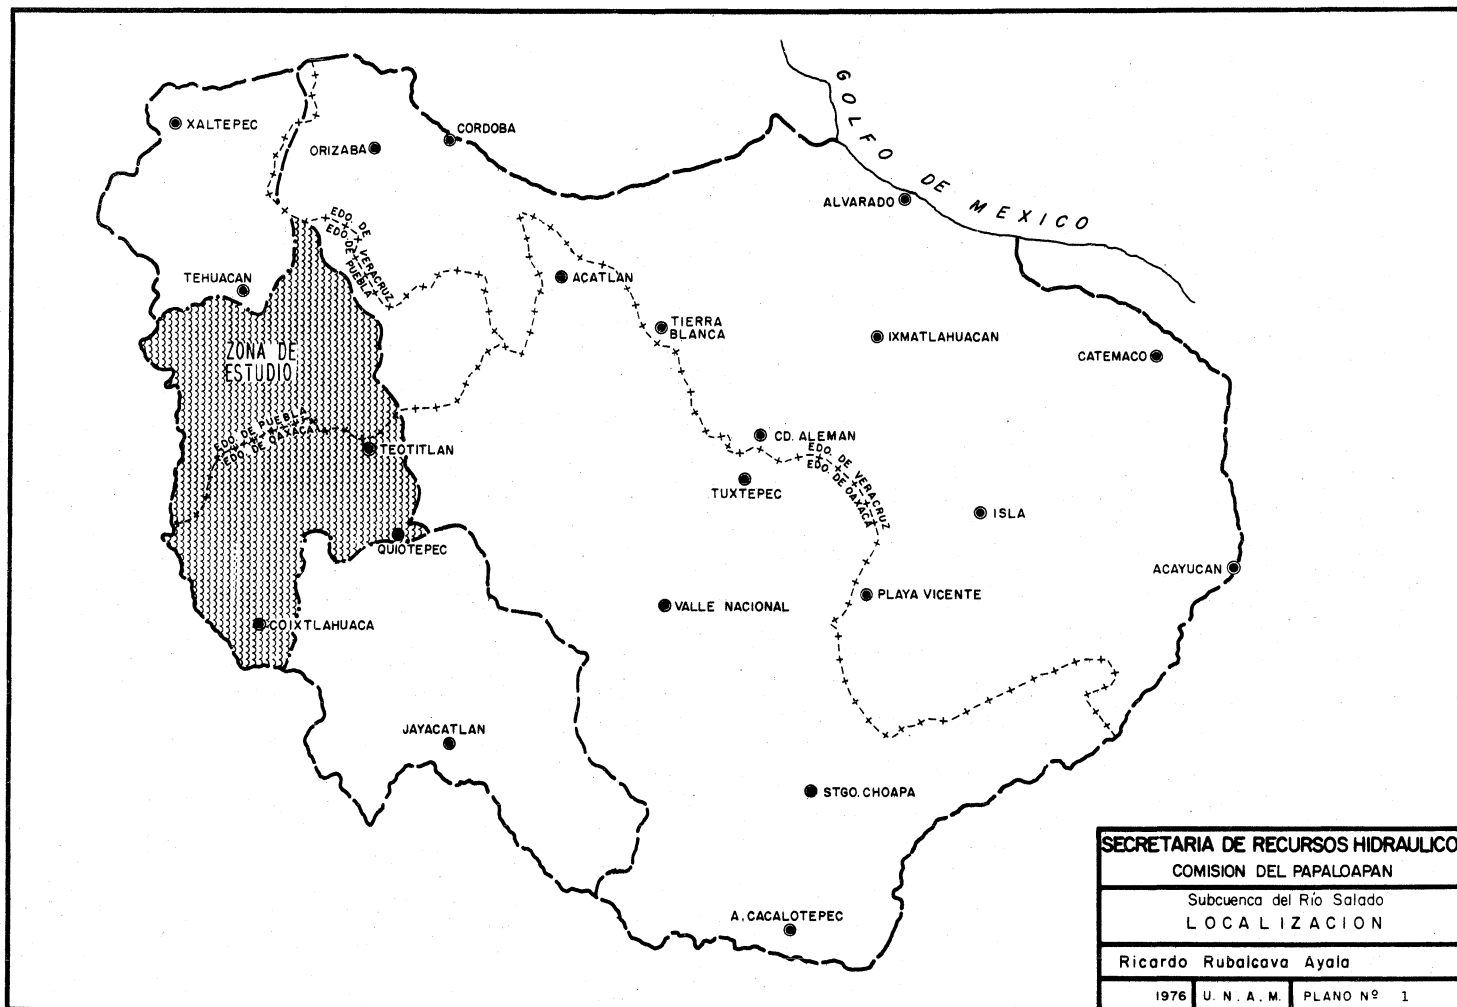 GOLFO DE MEXICO
XALTEPEC
CORDOBA
ORIZABA
ALVARADO
EDO. DE VERACRUZ
EDO. DE PUEBLA
TEHUACAN
ACATLAN
TIERRA
BLANCA
IXMATLAHUACAN
CATEMACO
ZONA DE
ESTUDIO
EDO. DE PUEBLA
EDO. DE OAXACA
TEOTITLAN
CD. ALEMAN
EDO. DE VERACRUZ
EDO. DE OAXACA
TUXTEPEC
ISLA
QUIOTEPEC
ACAYUCAN
PLAYA VICENTE
VALLE NACIONAL
COIXTLAHUACA
JAYACATLAN
STGO. CHOAPA
A. CACALOTEPEC
SECRETARIA DE RECURSOS HIDRAULICO
COMISION DEL PAPALOAPAN
Subcuenca del Río Salado
LOCALIZACION
Ricardo Rubalcava Ayala
1976 U. N. A. M. PLANO Nº 1